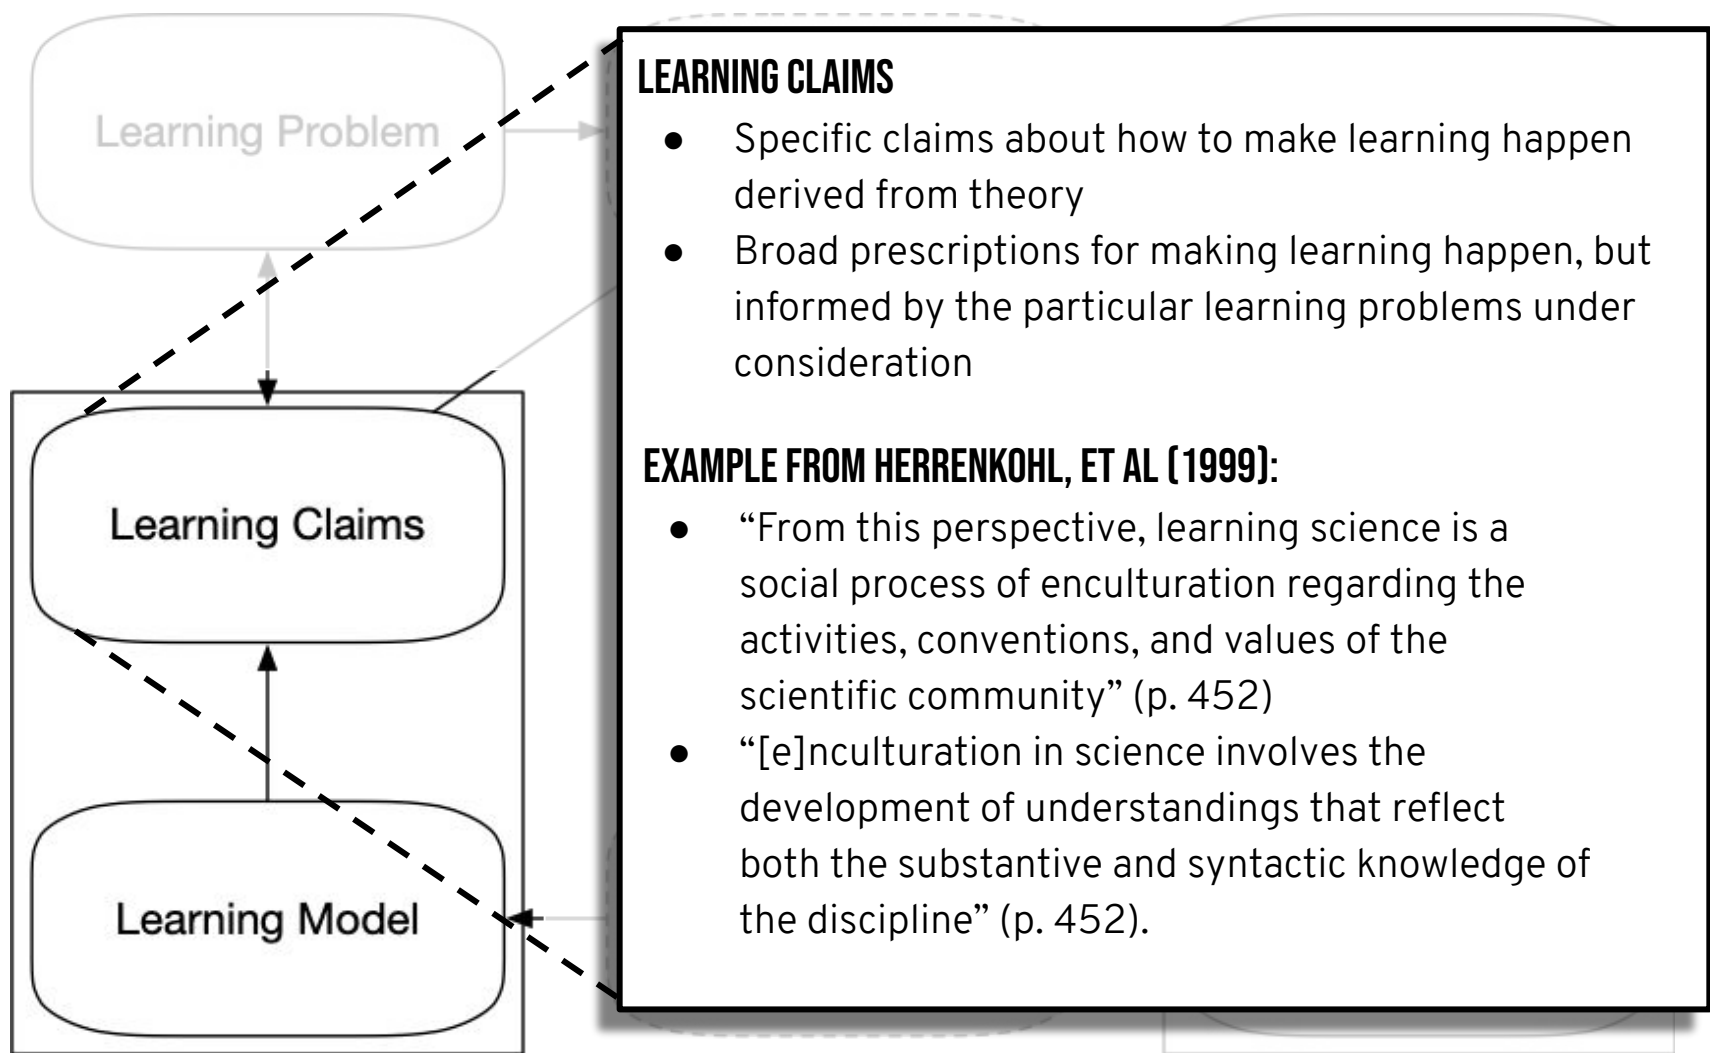 Learning Problem
Learning Claims
Learning Model
LEARNING CLAIMS
● Specific claims about how to make learning happen
derived from theory
● Broad prescriptions for making learning happen, but
informed by the particular learning problems under
consideration
EXAMPLE FROM HERRENKOHL, ET AL (1999):
● “From this perspective, learning science is a
social process of enculturation regarding the
activities, conventions, and values of the
scientific community” (p. 452)
● “[e]nculturation in science involves the
development of understandings that reflect
both the substantive and syntactic knowledge of
the discipline” (p. 452).